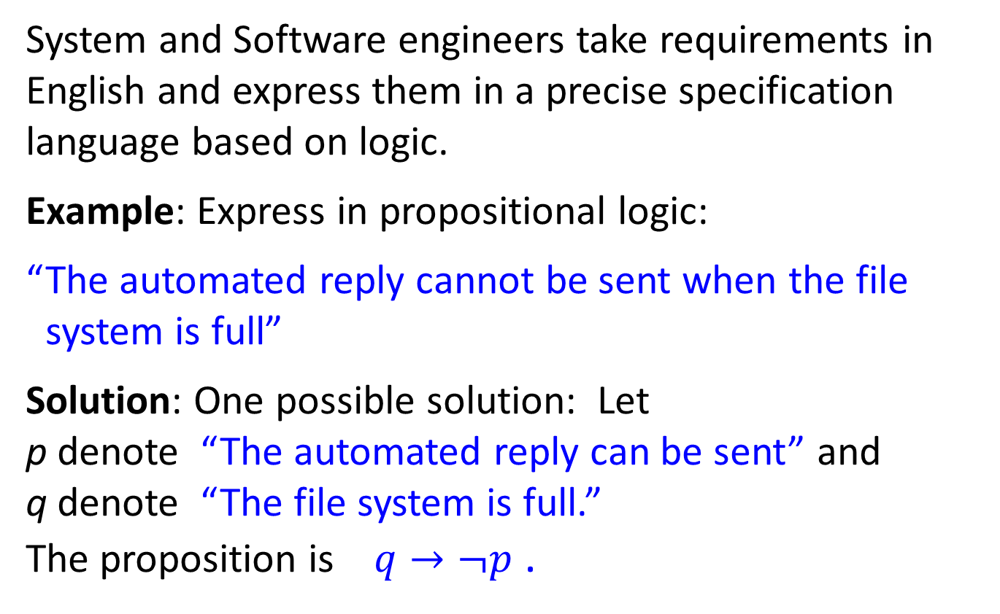 System and Software engineers take requirements in
English and express them in a precise specification
language based on logic.
Example: Express in propositional logic:
“The automated reply cannot be sent when the file
system is full”
Solution: One possible solution: Let
p denote “The automated reply can be sent” and
q denote “The file system is full.”
The proposition is q → ¬p .